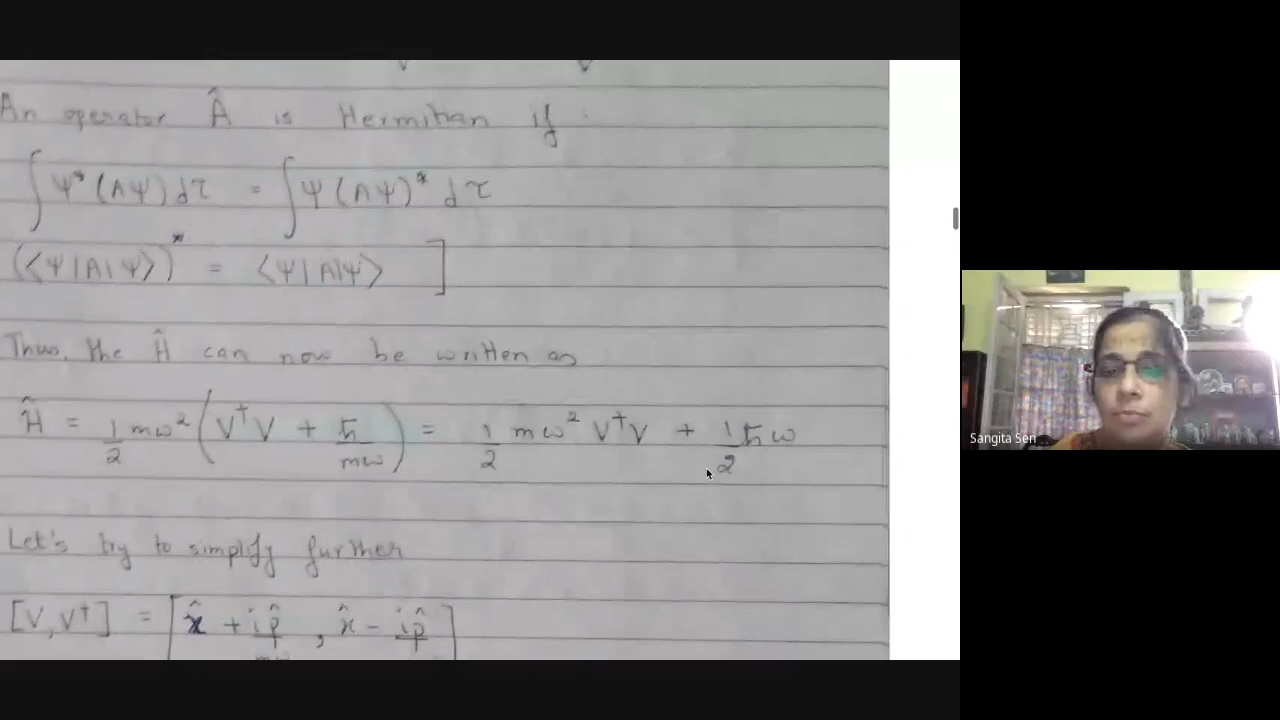 An operator Â is Hermitian if :
∫ Ψ* (AΨ) dτ = ∫ Ψ (AΨ)* dτ
(⟨Ψ|A|Ψ⟩)* = ⟨Ψ|A|Ψ⟩ ]
Thus, the Ĥ can now be written as
Ĥ = 1/2 mω² (V†V + ħ/mω) = 1/2 mω² V†V + 1/2 ħω
Let's try to simplify further
[V, V†] = [x̂ + ip̂/mω , x̂ - ip̂/
Sangita Sen